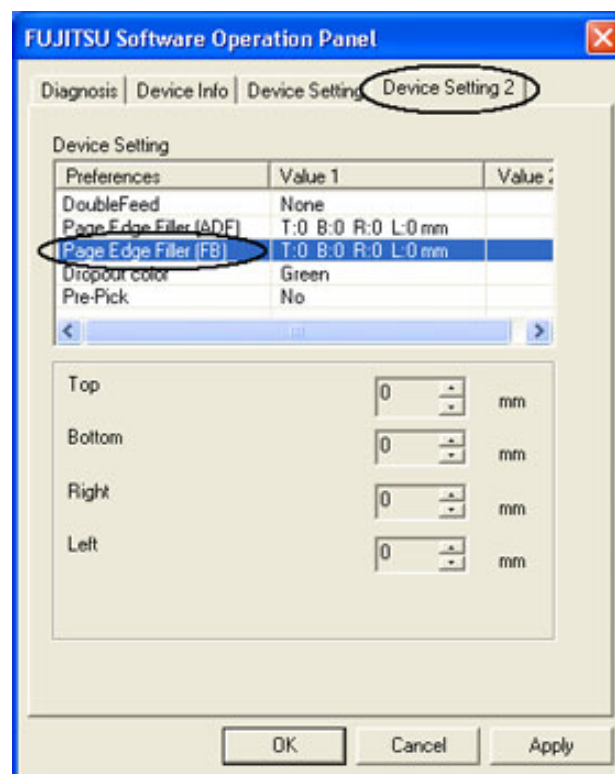 FUJITSU Software Operation Panel
Diagnosis Device Info Device Setting Device Setting 2
Device Setting
Preferences Value 1 Value 2
DoubleFeed None
Page Edge Filler (ADF) T:0 B:0 R:0 L:0 mm
Page Edge Filler (FB) T:0 B:0 R:0 L:0 mm
Dropout color Green
Pre-Pick No
Top 0 mm
Bottom 0 mm
Right 0 mm
Left 0 mm
OK Cancel Apply